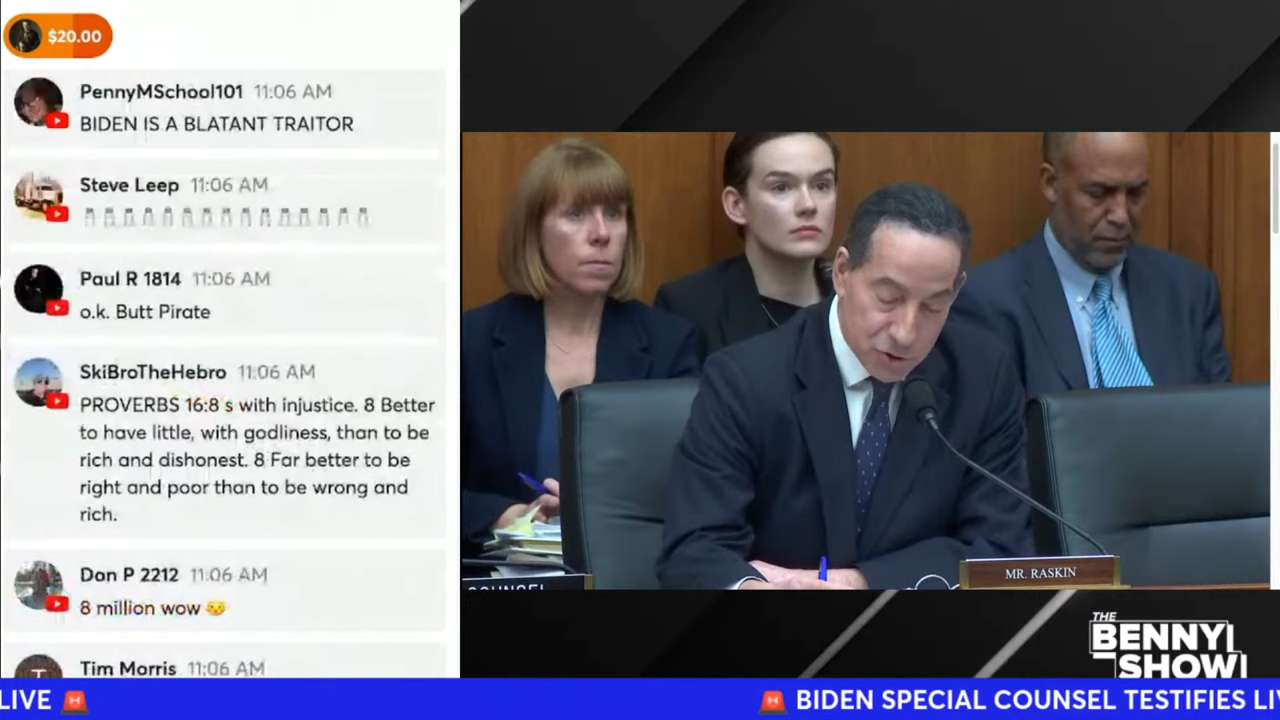 $20.00
PennyMSchool101 11:06 AM
BIDEN IS A BLATANT TRAITOR
Steve Leep 11:06 AM
Paul R 1814 11:06 AM
o.k. Butt Pirate
SkiBroTheHebro 11:06 AM
PROVERBS 16:8's with injustice. 8 Better
to have little, with godliness, than to be
rich and dishonest. 8 Far better to be
right and poor than to be wrong and
rich.
Don P 2212 11:06 AM
8 million wow 😢
Tim Morris 11:06 AM
T
COUNSEL
MR. RASKIN
THE
BENNY
SHOW
LIVE 🚨
🚨 BIDEN SPECIAL COUNSEL TESTIFIES LIV